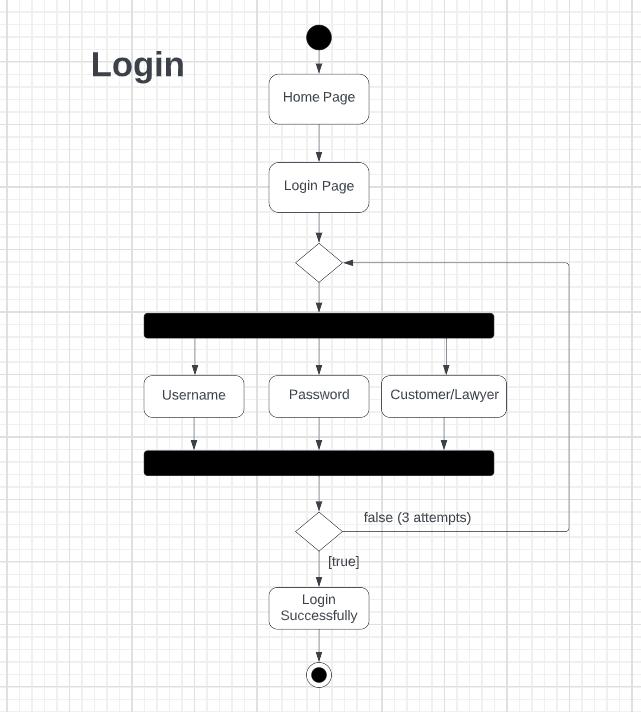 Login
Home Page
Login Page
Username
Password
Customer/Lawyer
false (3 attempts)
[true]
Login
Successfully